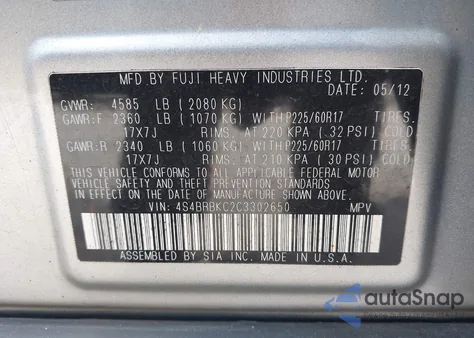 MFD BY FUJI HEAVY INDUSTRIES LTD.
DATE: 05/12
GVWR: 4585 LB (2080 KG)
GAWR:F 2360 LB (1070 KG) WITH P225/60R17
17X7J RIMS, AT 220 KPA (32 PSI) COLD
GAWR:R 2340 LB (1060 KG) WITH P225/60R17 TIRES,
17X7J RIMS, AT 210 KPA (30 PSI) COLD
THIS VEHICLE CONFORMS TO ALL APPLICABLE FEDERAL MOTOR
VEHICLE SAFETY AND THEFT PREVENTION STANDARDS IN EFFECT
ON THE DATE OF MANUFACTURE SHOWN ABOVE.
VIN: 4S4BRBKC2C3302650 MPV
ASSEMBLED BY SIA INC. MADE IN U.S.A.
autoSnap